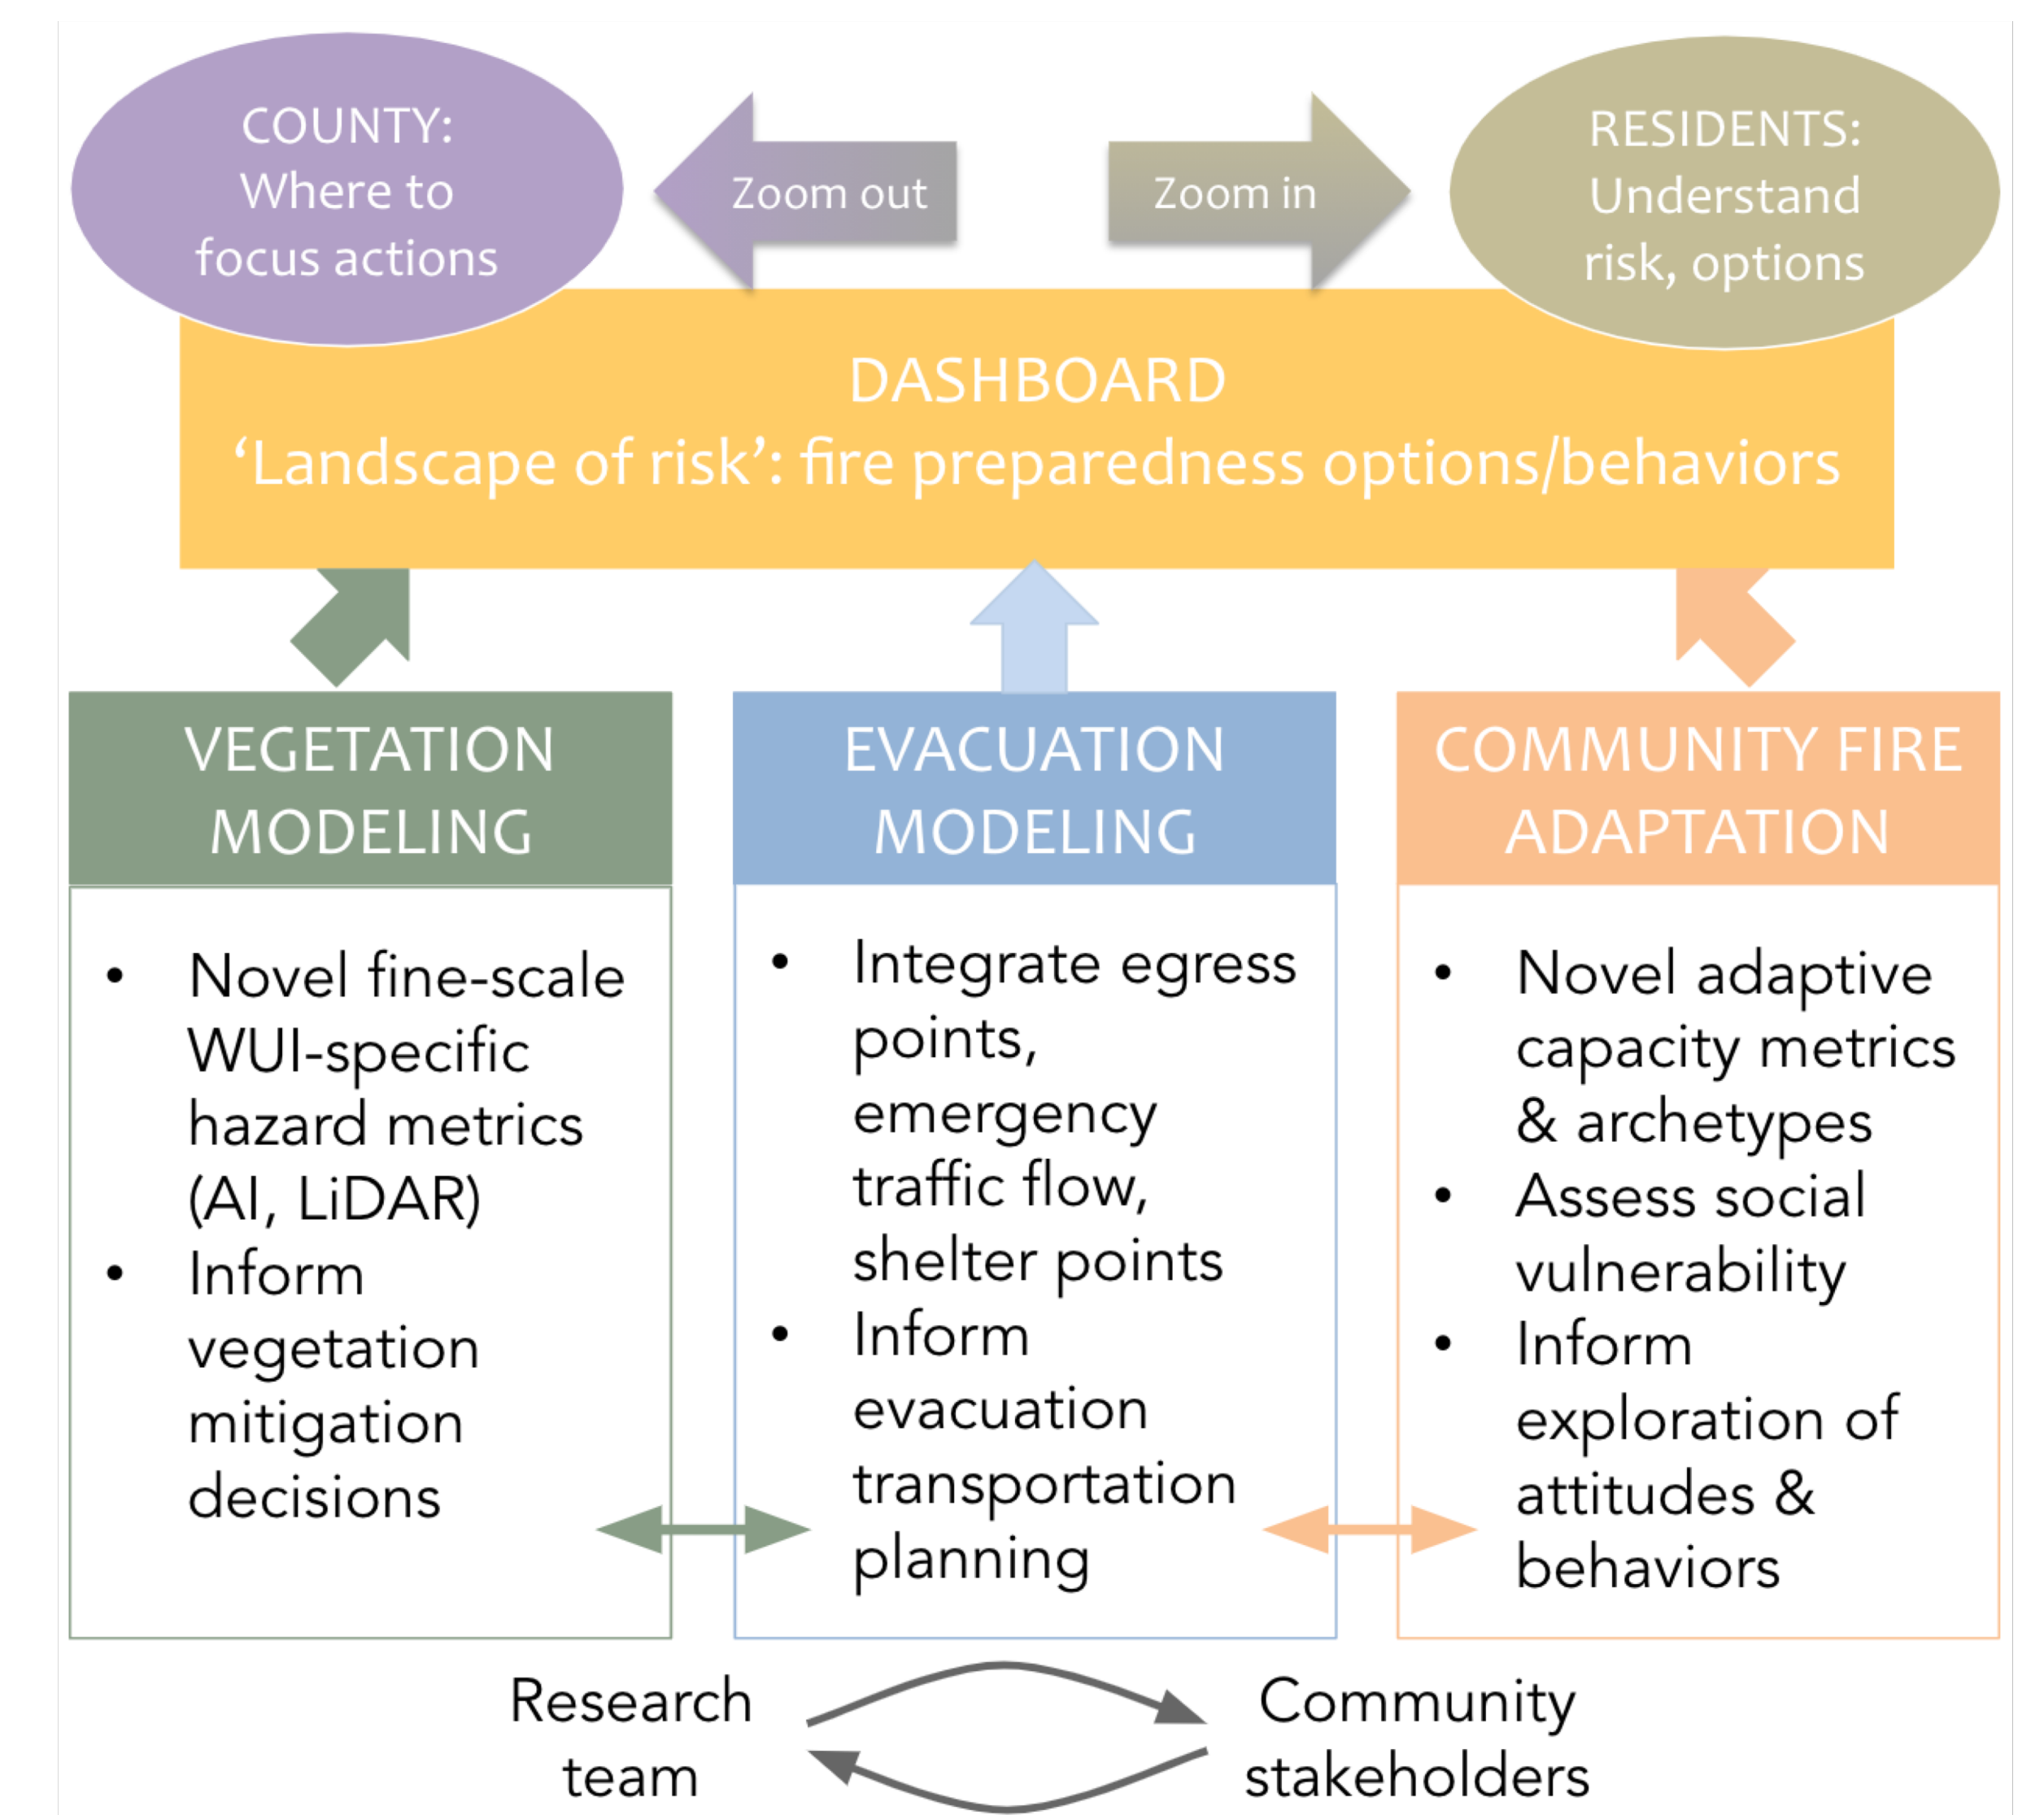 COUNTY:
Where to
focus actions
Zoom out
Zoom in
RESIDENTS:
Understand
risk, options
DASHBOARD
‘Landscape of risk’: fire preparedness options/behaviors
VEGETATION
MODELING
• Novel fine-scale
WUI-specific
hazard metrics
(AI, LiDAR)
• Inform
vegetation
mitigation
decisions
EVACUATION
MODELING
• Integrate egress
points,
emergency
traffic flow,
shelter points
• Inform
evacuation
transportation
planning
COMMUNITY FIRE
ADAPTATION
• Novel adaptive
capacity metrics
& archetypes
• Assess social
vulnerability
• Inform
exploration of
attitudes &
behaviors
Research
team
Community
stakeholders